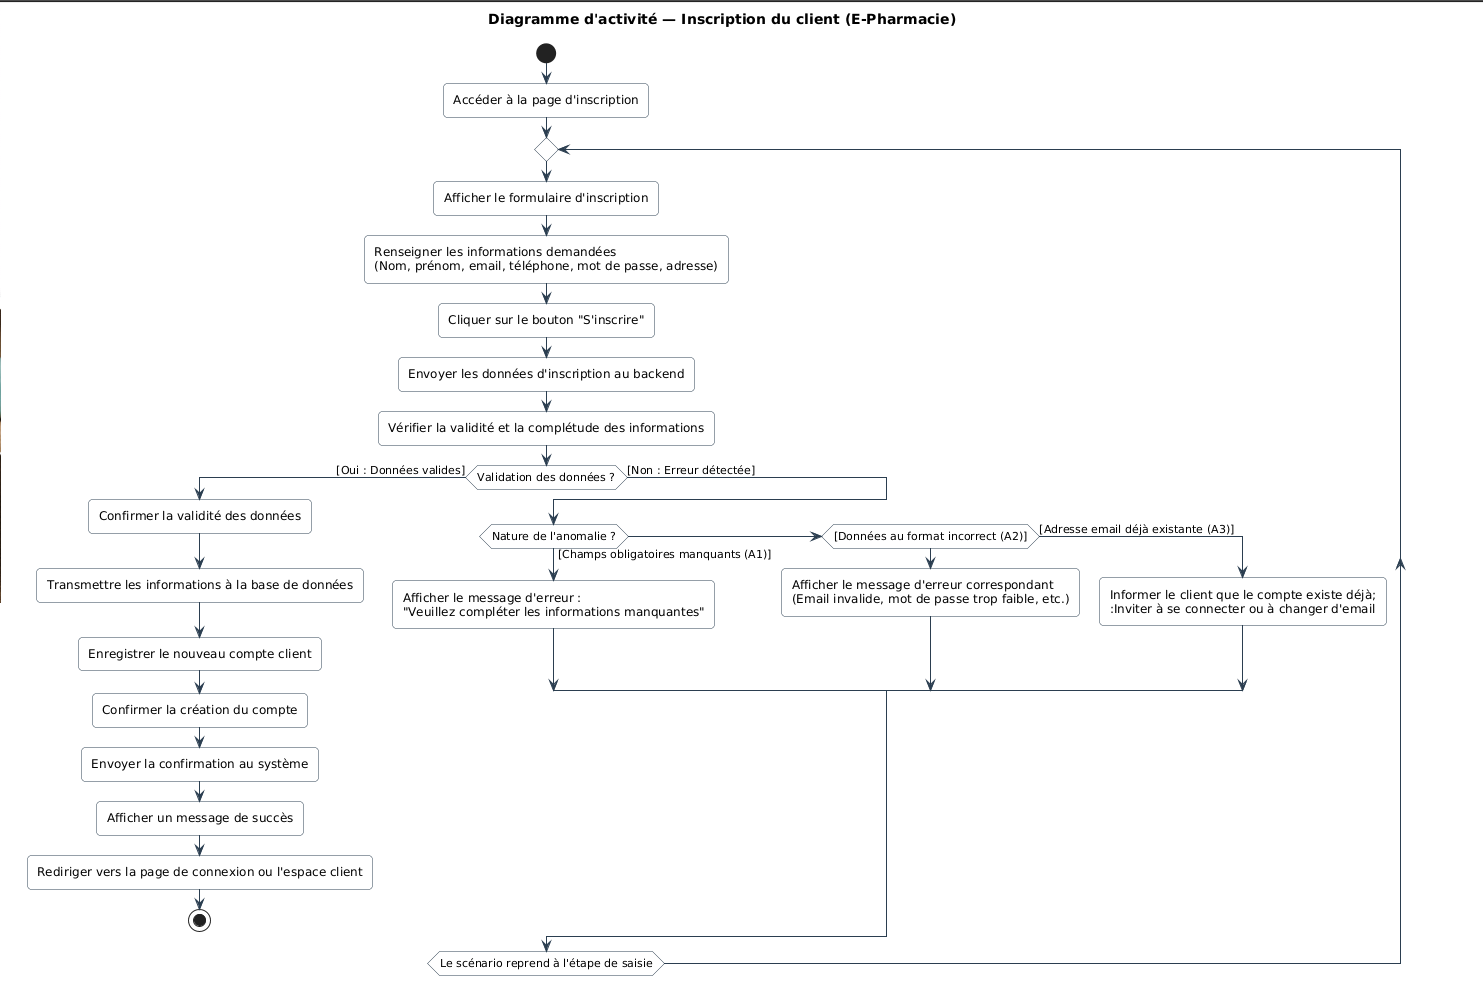 Diagramme d'activité — Inscription du client (E-Pharmacie)
Accéder à la page d'inscription
Afficher le formulaire d'inscription
Renseigner les informations demandées
(Nom, prénom, email, téléphone, mot de passe, adresse)
Cliquer sur le bouton "S'inscrire"
Envoyer les données d'inscription au backend
Vérifier la validité et la complétude des informations
[Oui : Données valides]
Validation des données ?
[Non : Erreur détectée]
Confirmer la validité des données
Transmettre les informations à la base de données
Enregistrer le nouveau compte client
Confirmer la création du compte
Envoyer la confirmation au système
Afficher un message de succès
Rediriger vers la page de connexion ou l'espace client
Nature de l'anomalie ?
[Champs obligatoires manquants (A1)]
Afficher le message d'erreur :
"Veuillez compléter les informations manquantes"
[Données au format incorrect (A2)]
Afficher le message d'erreur correspondant
(Email invalide, mot de passe trop faible, etc.)
[Adresse email déjà existante (A3)]
Informer le client que le compte existe déjà;
:Inviter à se connecter ou à changer d'email
Le scénario reprend à l'étape de saisie